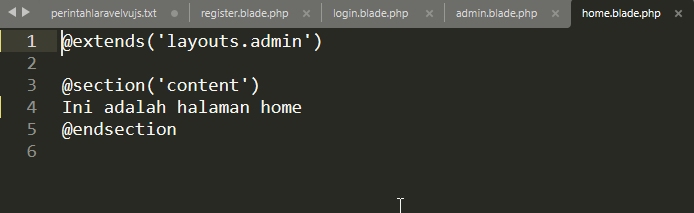 perintahlaravelvujs.txt register.blade.php login.blade.php admin.blade.php home.blade.php
1 @extends('layouts.admin')
2
3 @section('content')
4 Ini adalah halaman home
5 @endsection
6